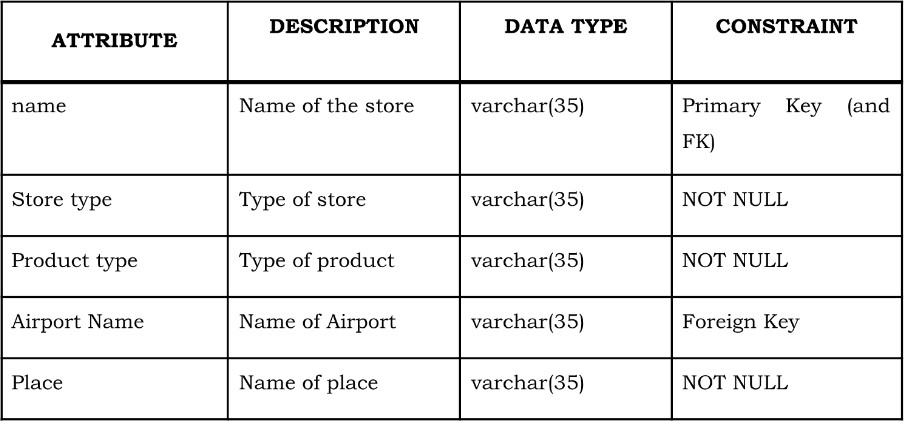 ATTRIBUTE DESCRIPTION DATA TYPE CONSTRAINT
name Name of the store varchar(35) Primary Key (and
FK)
Store type Type of store varchar(35) NOT NULL
Product type Type of product varchar(35) NOT NULL
Airport Name Name of Airport varchar(35) Foreign Key
Place Name of place varchar(35) NOT NULL